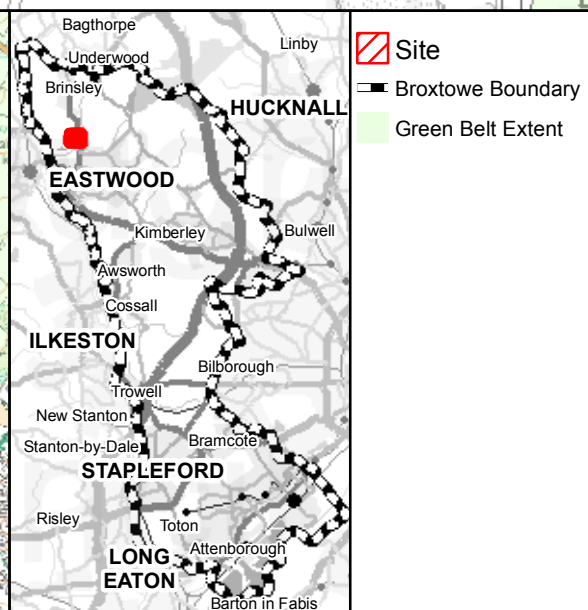 Bagthorpe
Linby
Underwood
Brinsley
HUCKNALL
EASTWOOD
Kimberley
Bulwell
Awsworth
Cossall
ILKESTON
Bilborough
Trowell
New Stanton
Bramcote
Stanton-by-Dale
STAPLEFORD
Risley
Toton
Attenborough
LONG
EATON
Barton in Fabis
Site
Broxtowe Boundary
Green Belt Extent